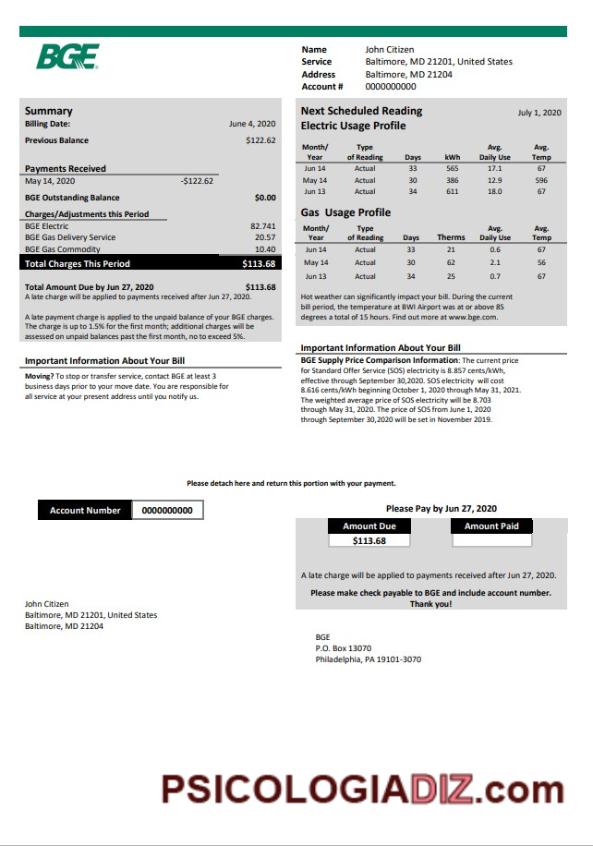 BGE
Name John Citizen
Service Baltimore, MD 21201, United States
Address Baltimore, MD 21204
Account # 0000000000
Summary
Billing Date: June 4, 2020
Previous Balance $122.62
Payments Received
May 14, 2020 -$122.62
BGE Outstanding Balance $0.00
Charges/Adjustments this Period
BGE Electric 82.741
BGE Gas Delivery Service 20.57
BGE Gas Commodity 10.40
Total Charges This Period $113.68
Total Amount Due by Jun 27, 2020 $113.68
A late charge will be applied to payments received after Jun 27, 2020.
A late payment charge is applied to the unpaid balance of your BGE charges.
The charge is up to 1.5% for the first month; additional charges will be
assessed on unpaid balances past the first month, no to exceed 5%.
Important Information About Your Bill
Moving? To stop or transfer service, contact BGE at least 3
business days prior to your move date. You are responsible for
all service at your present address until you notify us.
Next Scheduled Reading July 1, 2020
Electric Usage Profile
Month/ Type Avg. Avg.
Year of Reading Days kWh Daily Use Temp
Jun 14 Actual 33 565 17.1 67
May 14 Actual 30 386 12.9 596
Jun 13 Actual 34 611 18.0 67
Gas Usage Profile
Month/ Type Avg. Avg.
Year of Reading Days Therms Daily Use Temp
Jun 14 Actual 33 21 0.6 67
May 14 Actual 30 62 2.1 56
Jun 13 Actual 34 25 0.7 67
Hot weather can significantly impact your bill. During the current
bill period, the temperature at BWI Airport was at or above 85
degrees a total of 15 hours. Find out more at www.bge.com.
Important Information About Your Bill
BGE Supply Price Comparison Information: The current price
for Standard Offer Service (SOS) electricity is 8.857 cents/kWh,
effective through September 30,2020. SOS electricity will cost
8.616 cents/kWh beginning October 1, 2020 through May 31, 2021.
The weighted average price of SOS electricity will be 8.703
through May 31, 2020. The price of SOS from June 1, 2020
through September 30,2020 will be set in November 2019.
Please detach here and return this portion with your payment.
Account Number 0000000000
Please Pay by Jun 27, 2020
Amount Due Amount Paid
$113.68
A late charge will be applied to payments received after Jun 27, 2020.
Please make check payable to BGE and include account number.
Thank you!
John Citizen
Baltimore, MD 21201, United States
Baltimore, MD 21204
BGE
P.O. Box 13070
Philadelphia, PA 19101-3070
PSICOLOGIADIZ.com